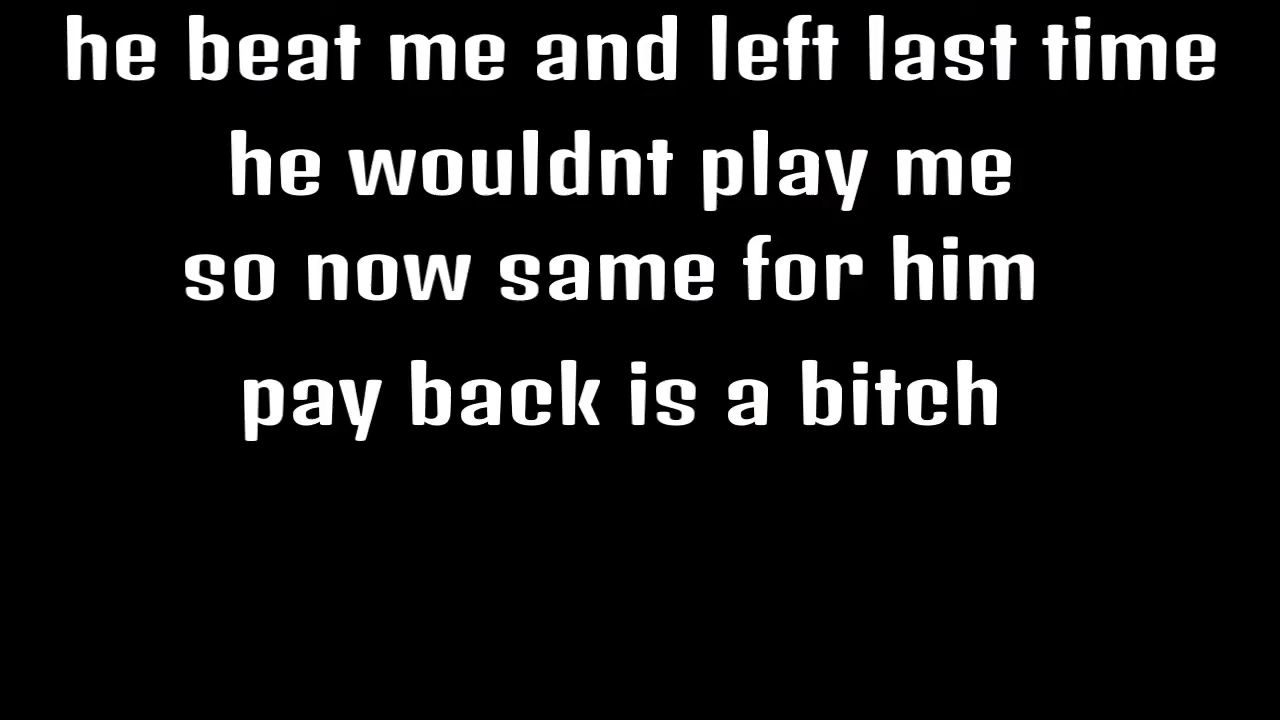 he beat me and left last time
he wouldnt play me
so now same for him
pay back is a bitch